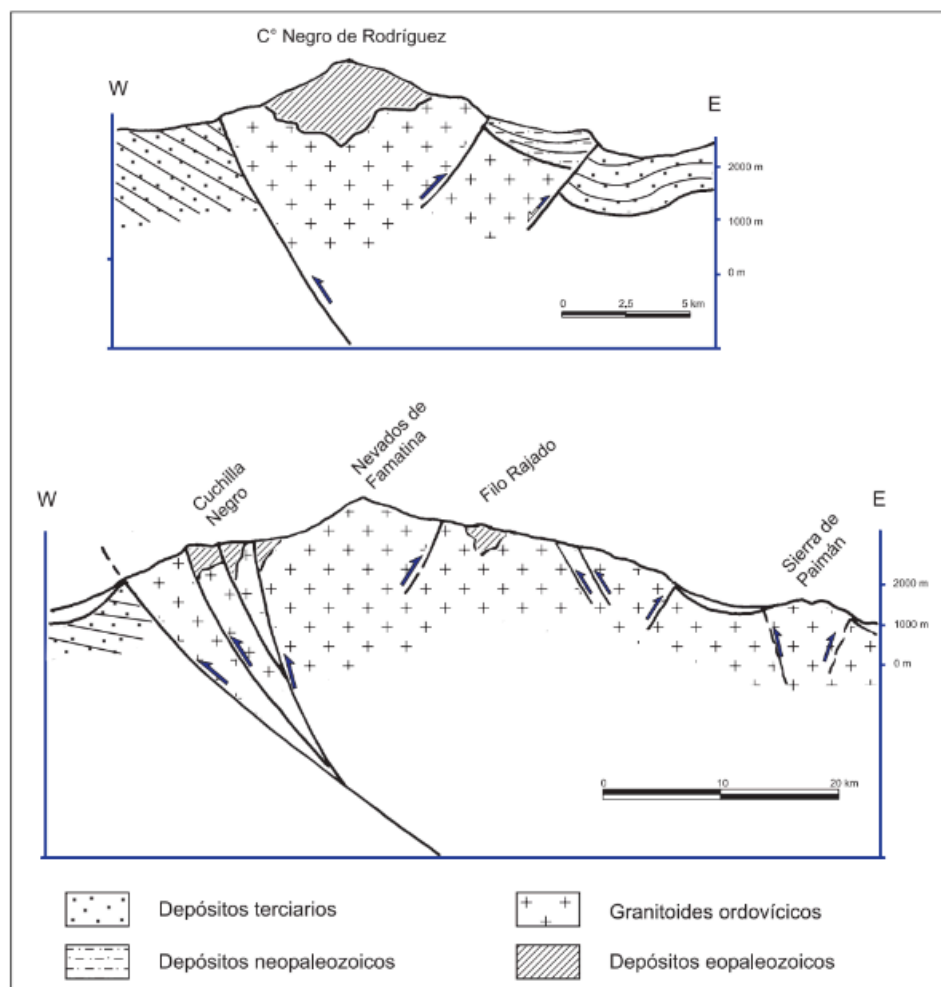 C° Negro de Rodríguez
W
E
2000 m
1000 m
0 m
0 2,5 5 km
Cuchilla
Negro
Nevados de
Famatina
Filo Rajado
Sierra de
Paimán
W
E
2000 m
1000 m
0 m
0 10 20 km
Depósitos terciarios
Granitoides ordovícicos
Depósitos neopaleozoicos
Depósitos eopaleozoicos